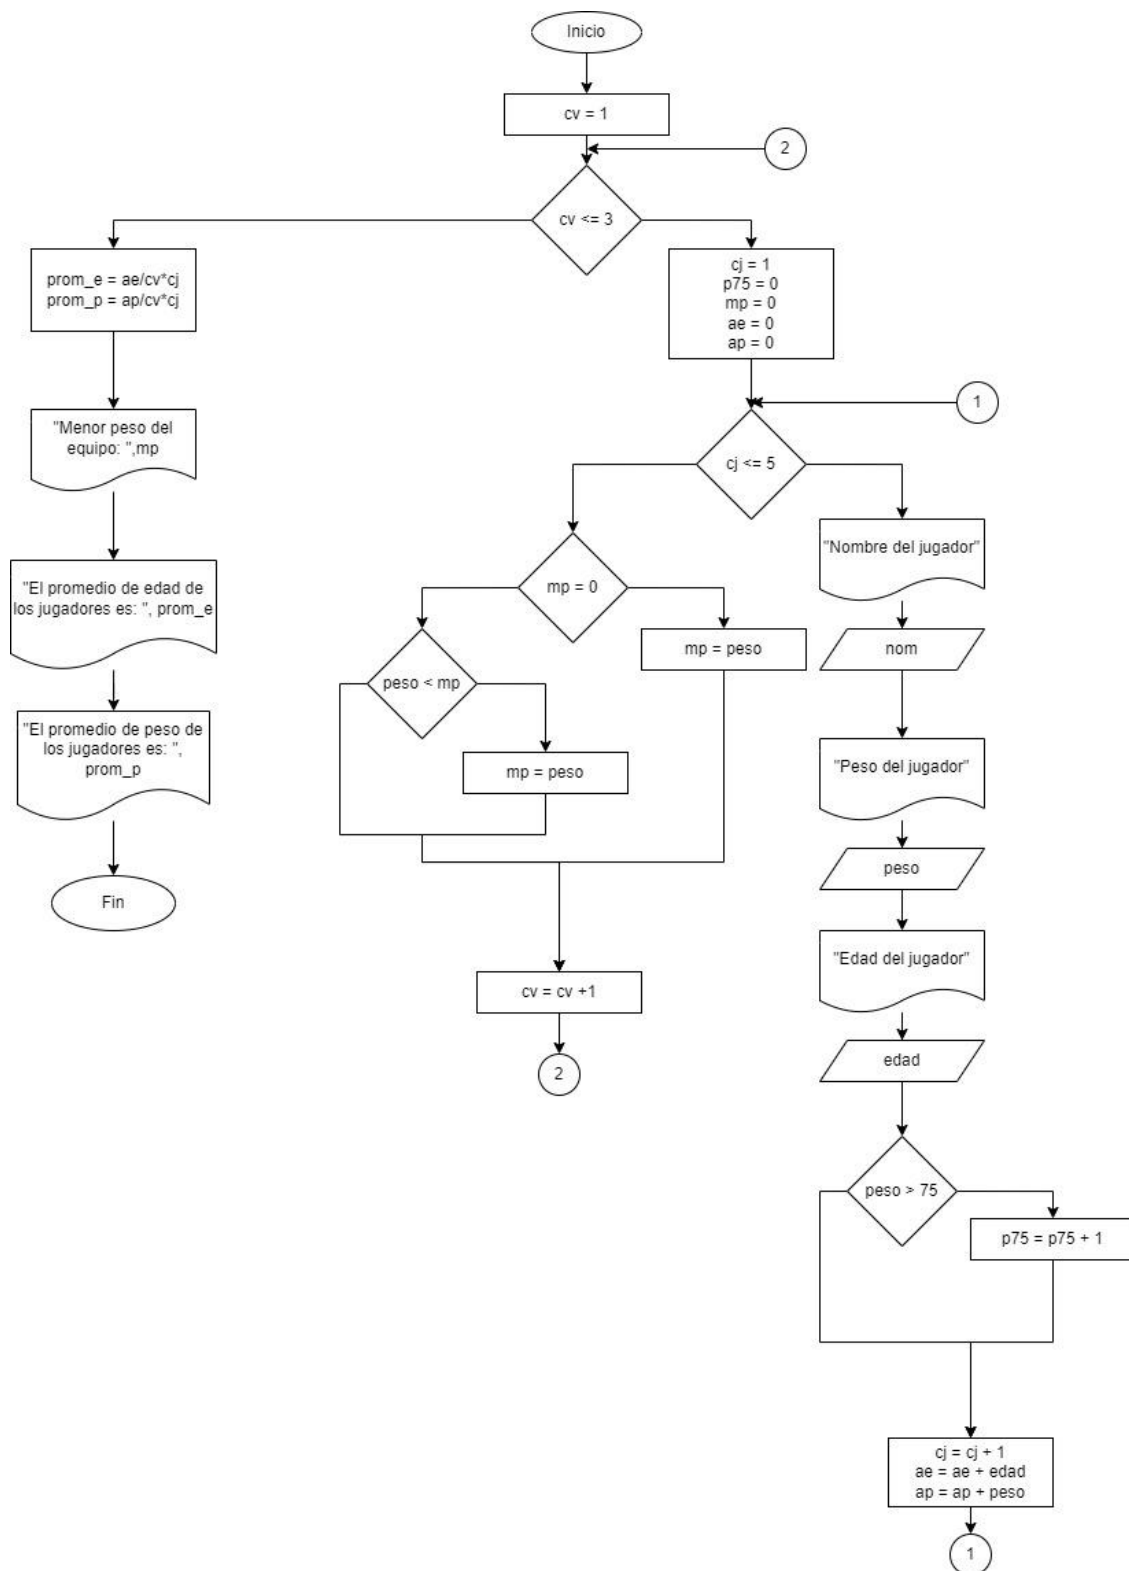 Inicio
cv = 1
2
cv <= 3
prom_e = ae/cv*cj
prom_p = ap/cv*cj
"Menor peso del
equipo: ",mp
"El promedio de edad de
los jugadores es: ", prom_e
"El promedio de peso de
los jugadores es: ",
prom_p
Fin
cj = 1
p75 = 0
mp = 0
ae = 0
ap = 0
1
cj <= 5
mp = 0
peso < mp
mp = peso
mp = peso
cv = cv +1
2
"Nombre del jugador"
nom
"Peso del jugador"
peso
"Edad del jugador"
edad
peso > 75
p75 = p75 + 1
cj = cj + 1
ae = ae + edad
ap = ap + peso
1